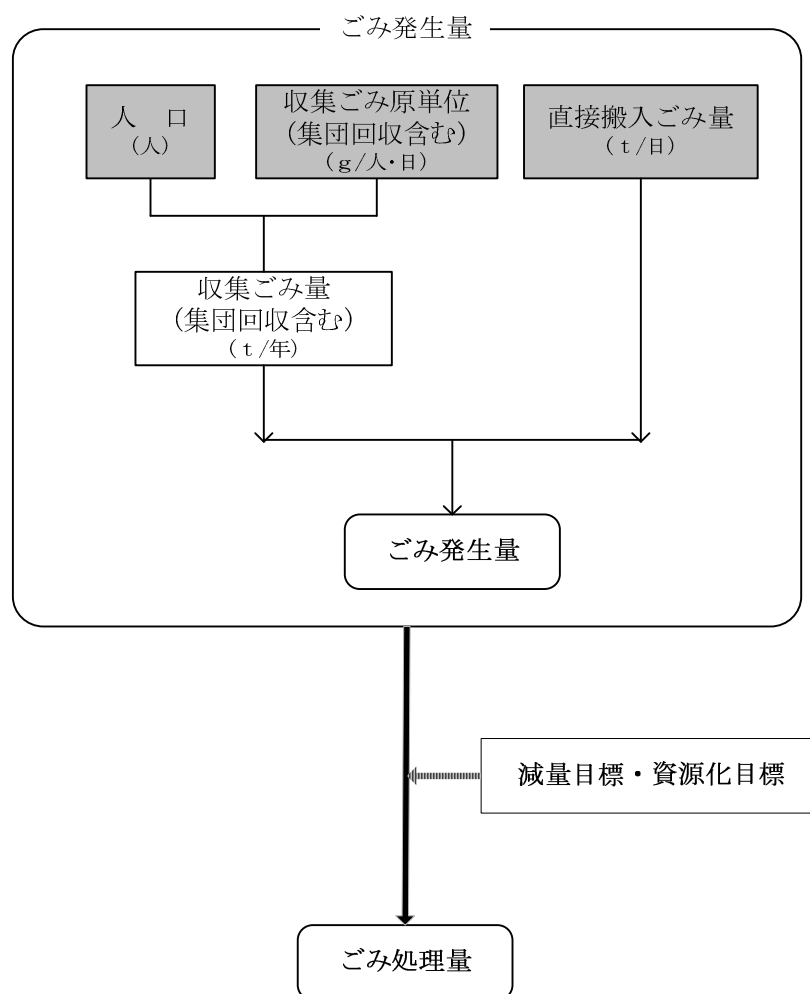 ごみ発生量
人　口
(人)
収集ごみ原単位
(集団回収含む)
(ｇ/人・日)
直接搬入ごみ量
(ｔ/日)
収集ごみ量
(集団回収含む)
(ｔ/年)
ごみ発生量
減量目標・資源化目標
ごみ処理量